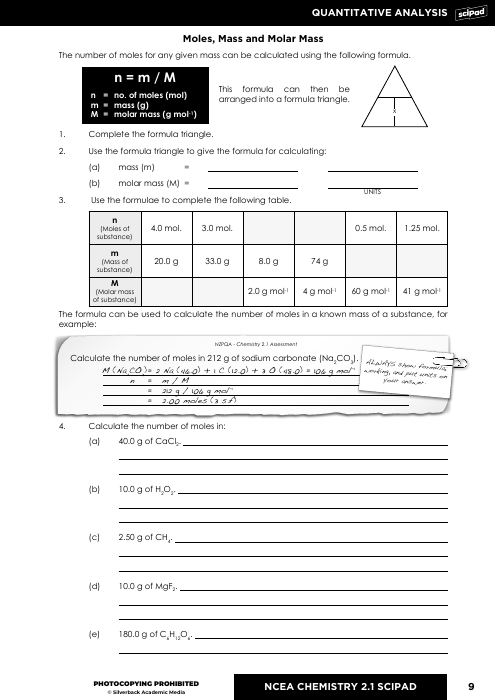 QUANTITATIVE ANALYSIS scipad
Moles, Mass and Molar Mass
The number of moles for any given mass can be calculated using the following formula.
n = m / M
n = no. of moles (mol)
m = mass (g)
M = molar mass (g mol⁻¹)
This formula can then be
arranged into a formula triangle.
x
1. Complete the formula triangle.
2. Use the formula triangle to give the formula for calculating:
(a) mass (m) =
(b) molar mass (M) =
UNITS
3. Use the formulae to complete the following table.
n
(Moles of
substance)
4.0 mol. 3.0 mol. 0.5 mol. 1.25 mol.
m
(Mass of
substance)
20.0 g 33.0 g 8.0 g 74 g
M
(Molar mass
of substance)
2.0 g mol⁻¹ 4 g mol⁻¹ 60 g mol⁻¹ 41 g mol⁻¹
The formula can be used to calculate the number of moles in a known mass of a substance, for
example:
NZIPQA - Chemistry 2.1 Assessment
Calculate the number of moles in 212 g of sodium carbonate (Na₂CO₃).
M (Na₂CO₃) = 2 Na (46.0) + 1 C (12.0) + 3 O (48.0) = 106 g mol⁻¹
n = m / M
= 212 g / 106 g mol⁻¹
= 2.00 moles (3 sf)
Always show formula,
working, and put units on
your answer.
4. Calculate the number of moles in:
(a) 40.0 g of CaCl₂.
(b) 10.0 g of H₂O₂.
(c) 2.50 g of CH₄.
(d) 10.0 g of MgF₂.
(e) 180.0 g of C₆H₁₂O₆.
PHOTOCOPYING PROHIBITED
© Silverback Academic Media
NCEA CHEMISTRY 2.1 SCIPAD
9